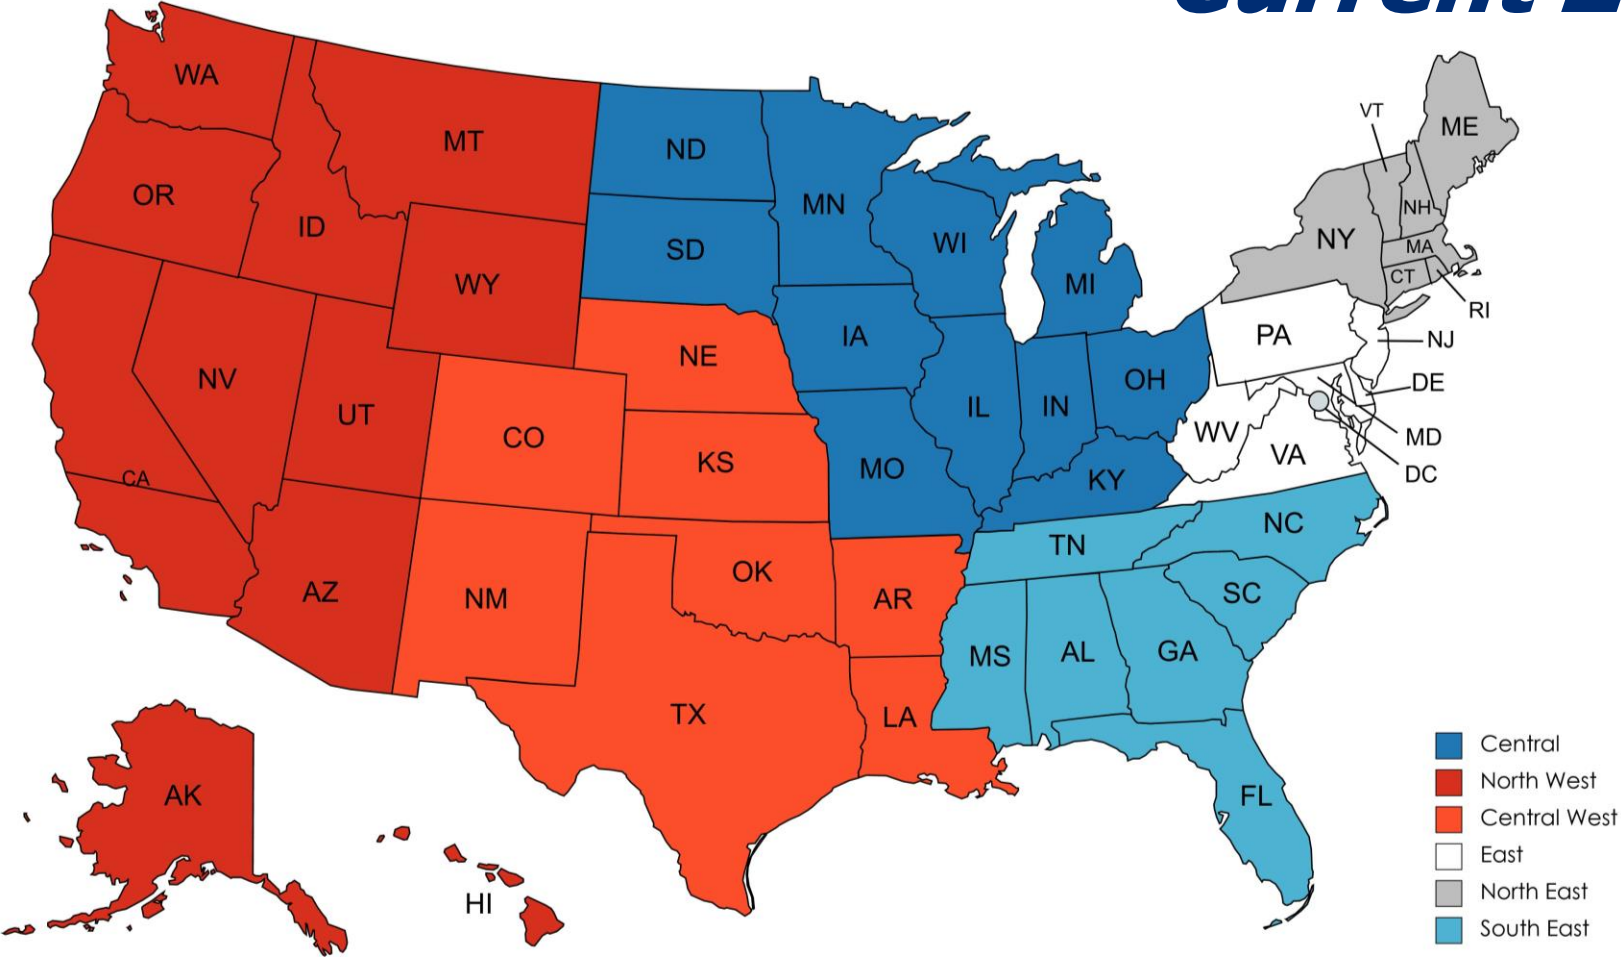 Current
WA
MT
ND
MN
VT
ME
OR
ID
WY
SD
WI
MI
NY
NH
MA
CT
RI
NV
UT
CO
NE
IA
IL
IN
OH
PA
NJ
DE
MD
DC
CA
KS
MO
KY
WV
VA
AZ
NM
OK
AR
TN
NC
SC
TX
LA
MS
AL
GA
FL
AK
HI
Central
North West
Central West
East
North East
South East